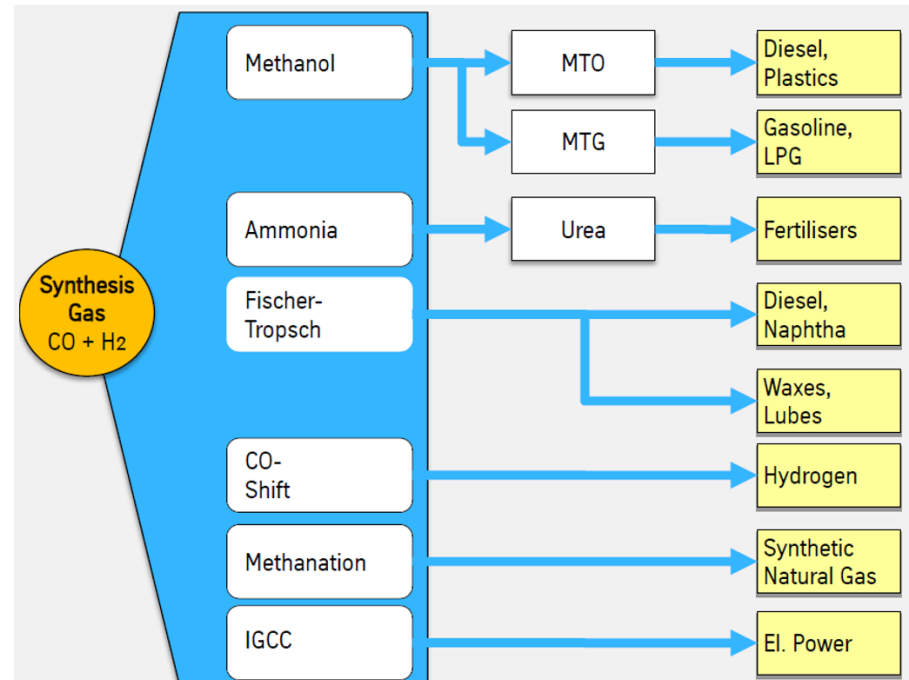 Synthesis
Gas
CO + H2
Methanol
MTO
Diesel,
Plastics
MTG
Gasoline,
LPG
Ammonia
Urea
Fertilisers
Fischer-
Tropsch
Diesel,
Naphtha
Waxes,
Lubes
CO-
Shift
Hydrogen
Methanation
Synthetic
Natural Gas
IGCC
El. Power